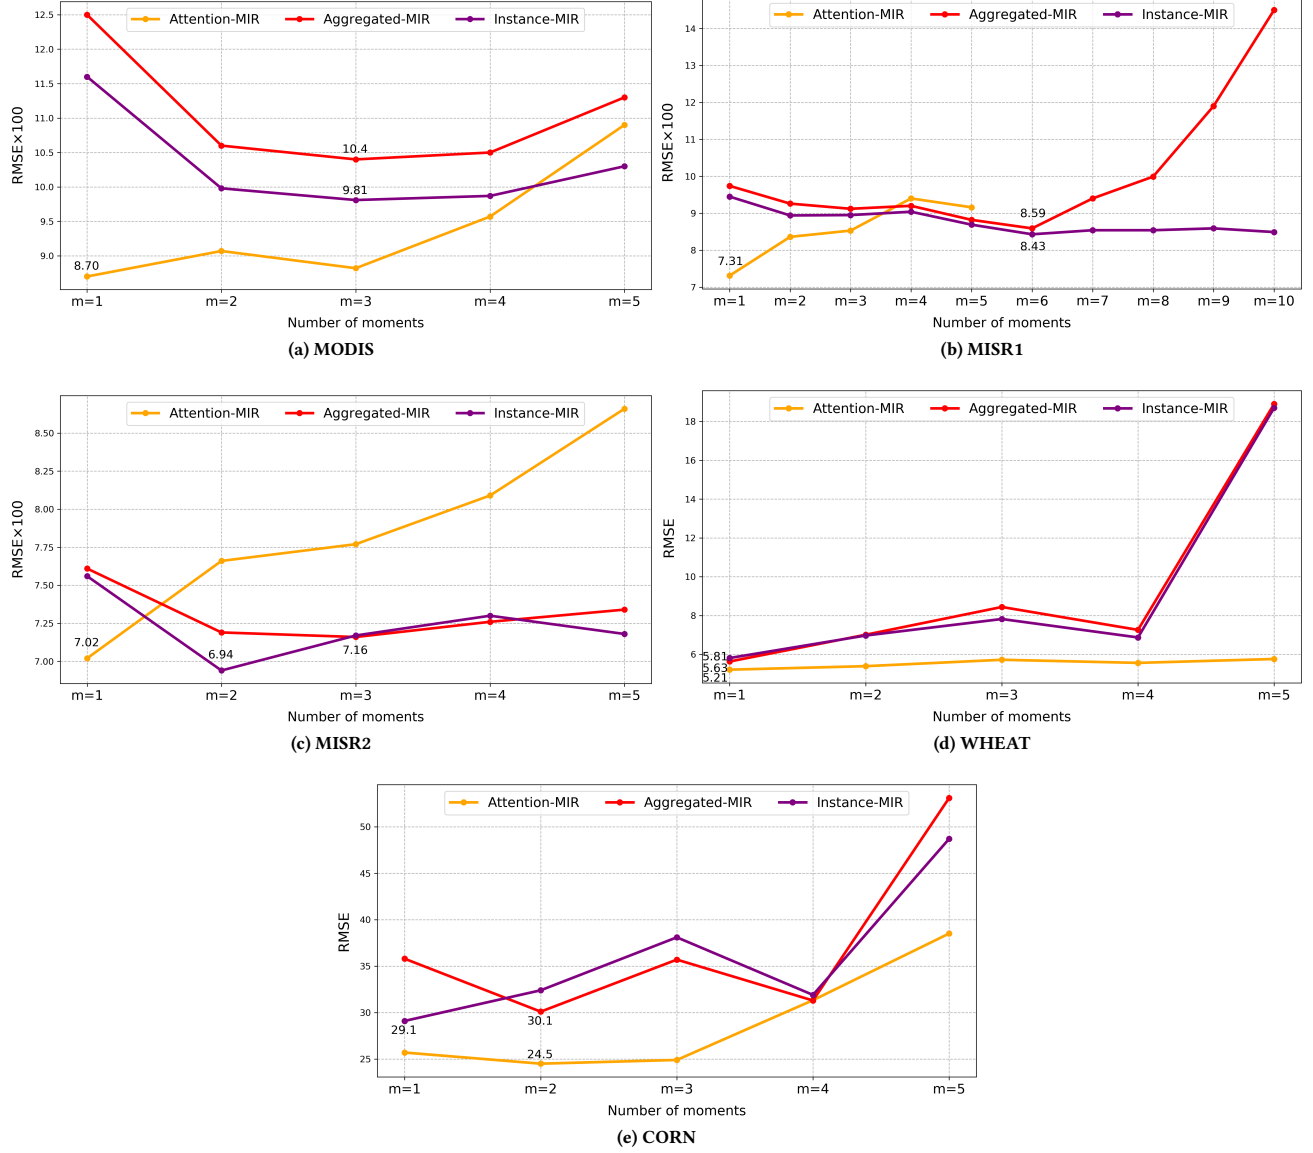 Attention-MIR Aggregated-MIR Instance-MIR
12.5
12.0
11.5
11.0
10.5
10.0
9.5
9.0
RMSE×100
10.4
9.81
8.70
m=1 m=2 m=3 m=4 m=5
Number of moments
(a) MODIS
Attention-MIR Aggregated-MIR Instance-MIR
14
13
12
11
10
9
8
7
RMSE×100
7.31
8.59
8.43
m=1 m=2 m=3 m=4 m=5 m=6 m=7 m=8 m=9 m=10
Number of moments
(b) MISR1
Attention-MIR Aggregated-MIR Instance-MIR
8.50
8.25
8.00
7.75
7.50
7.25
7.00
RMSE×100
7.02
6.94
7.16
m=1 m=2 m=3 m=4 m=5
Number of moments
(c) MISR2
Attention-MIR Aggregated-MIR Instance-MIR
18
16
14
12
10
8
6
RMSE
5.81
5.63
5.21
m=1 m=2 m=3 m=4 m=5
Number of moments
(d) WHEAT
Attention-MIR Aggregated-MIR Instance-MIR
50
45
40
35
30
25
RMSE
29.1
30.1
24.5
m=1 m=2 m=3 m=4 m=5
Number of moments
(e) CORN